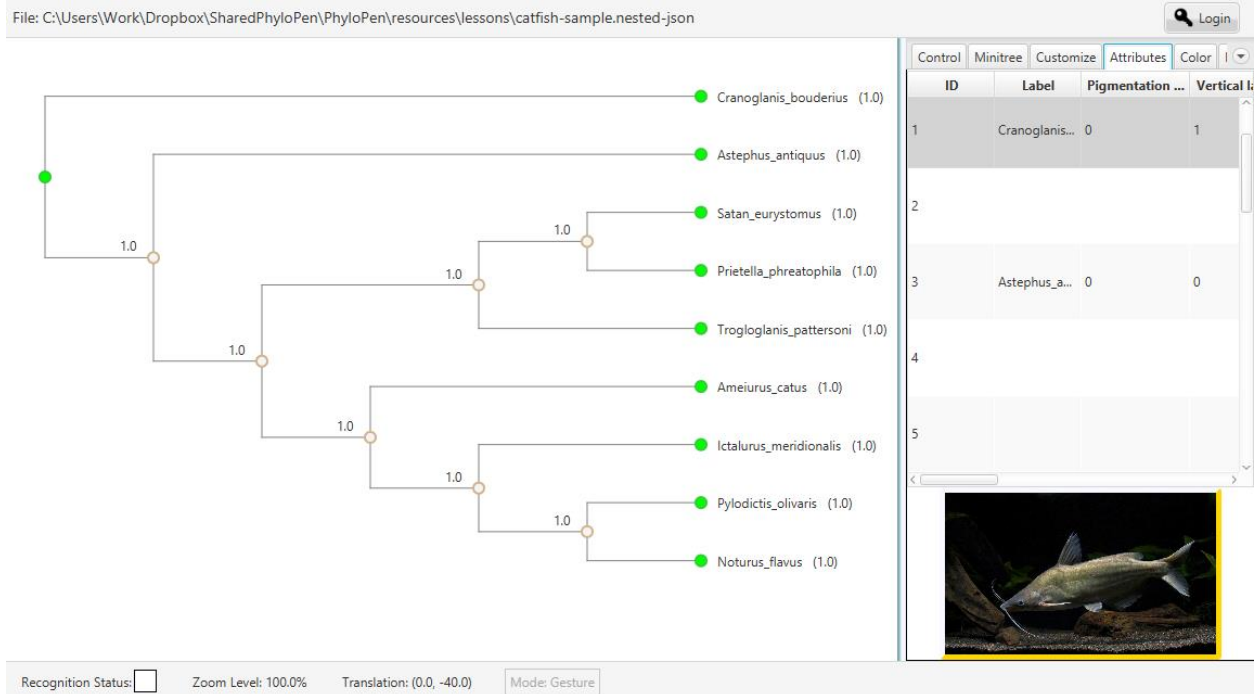 File: C:\Users\Work\Dropbox\SharedPhyloPen\PhyloPen\resources\lessons\catfish-sample.nested-json
Login
Control Minitree Customize Attributes Color
ID Label Pigmentation ... Vertical la
Cranoglanis_bouderius (1.0)
1 Cranoglanis... 0 1
Astephus_antiquus (1.0)
2
Satan_eurystomus (1.0)
1.0
1.0
Prietella_phreatophila (1.0)
1.0
3 Astephus_a... 0 0
Trogloglanis_pattersoni (1.0)
1.0
4
Ameiurus_catus (1.0)
1.0
5
Ictalurus_meridionalis (1.0)
1.0
Pylodictis_olivaris (1.0)
1.0
Noturus_flavus (1.0)
Recognition Status: Zoom Level: 100.0% Translation: (0.0, -40.0) Mode: Gesture